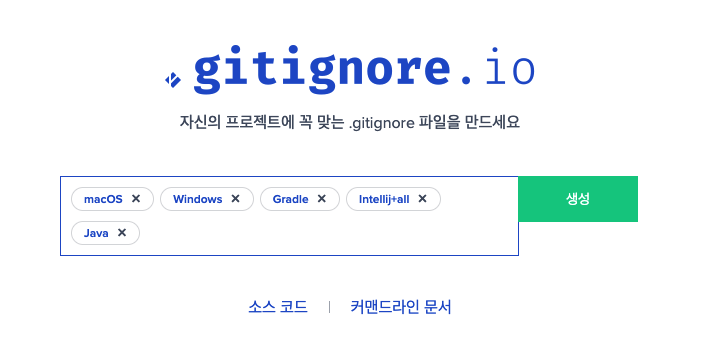 gitignore.io
자신의 프로젝트에 꼭 맞는 .gitignore 파일을 만드세요
macOS × Windows × Gradle × Intellij+all × 생성
Java ×
소스 코드 | 커맨드라인 문서